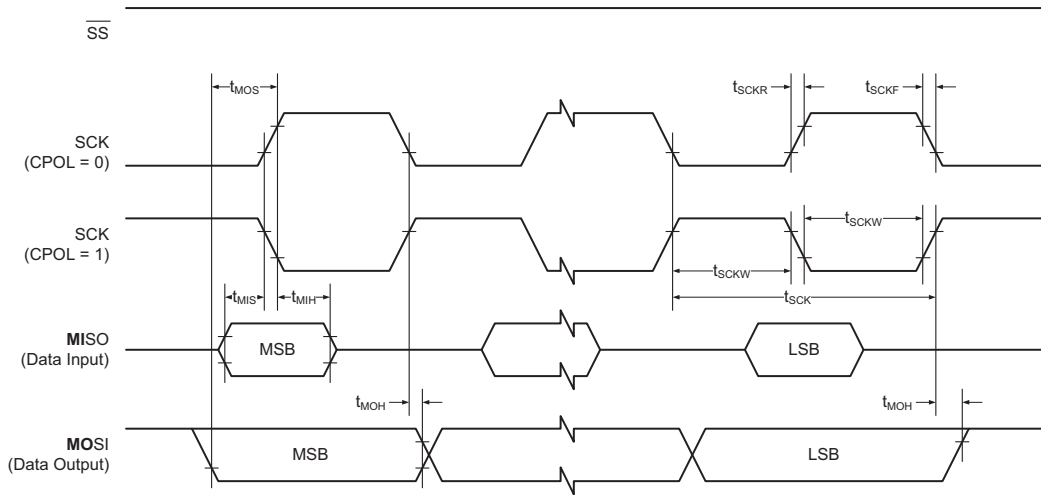 SS
tMOS
tSCKR
tSCKF
SCK
(CPOL = 0)
SCK
(CPOL = 1)
tSCKW
tSCKW
tSCK
tMIS
tMIH
MISO
(Data Input)
MSB
LSB
tMOH
tMOH
MOSI
(Data Output)
MSB
LSB